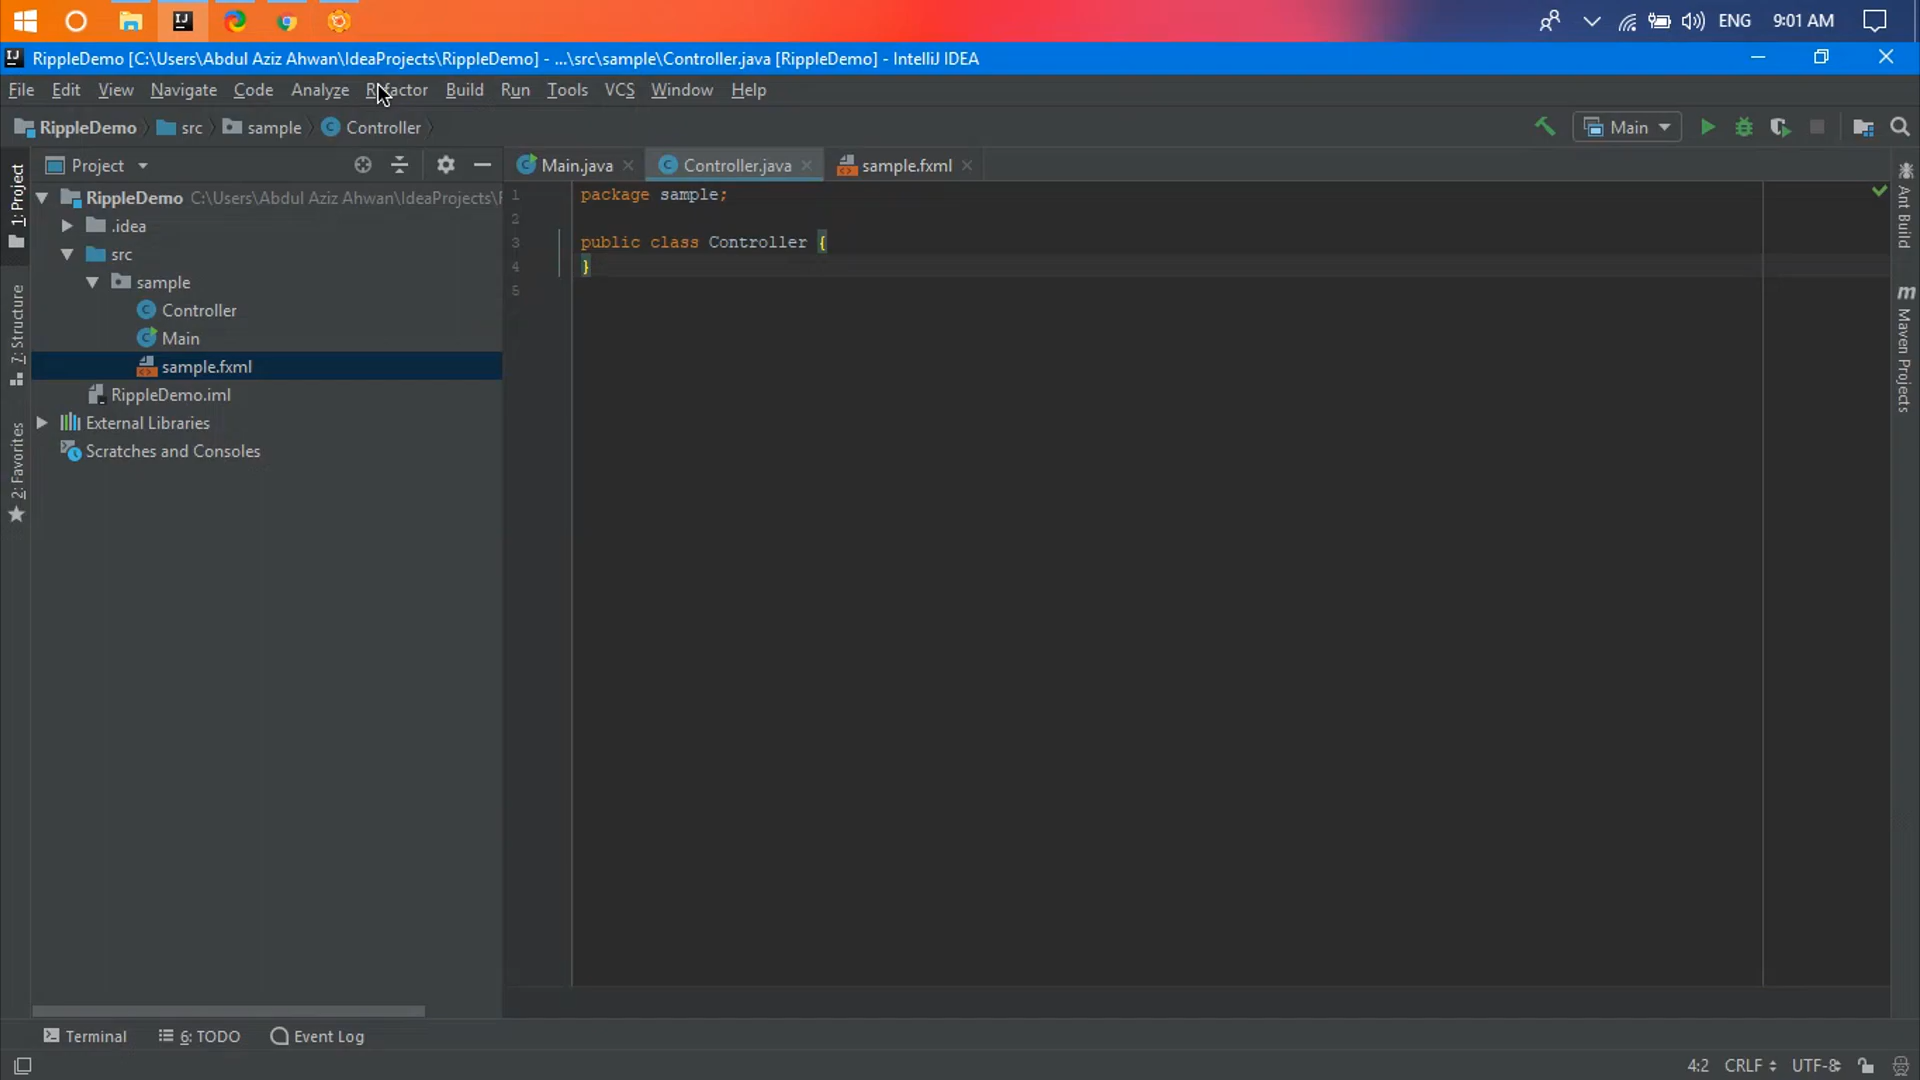 ENG 9:01 AM
RippleDemo [C:\Users\Abdul Aziz Ahwan\IdeaProjects\RippleDemo] - ...\src\sample\Controller.java [RippleDemo] - IntelliJ IDEA
File Edit View Navigate Code Analyze Refactor Build Run Tools VCS Window Help
RippleDemo src sample Controller
Main
Project
Main.java Controller.java sample.fxml
1: Project
7: Structure
2: Favorites
RippleDemo C:\Users\Abdul Aziz Ahwan\IdeaProjects\
.idea
src
sample
Controller
Main
sample.fxml
RippleDemo.iml
External Libraries
Scratches and Consoles
1 package sample;
2
3 public class Controller {
4 }
5
Ant Build
m Maven Projects
Terminal 6: TODO Event Log
4:2 CRLF UTF-8